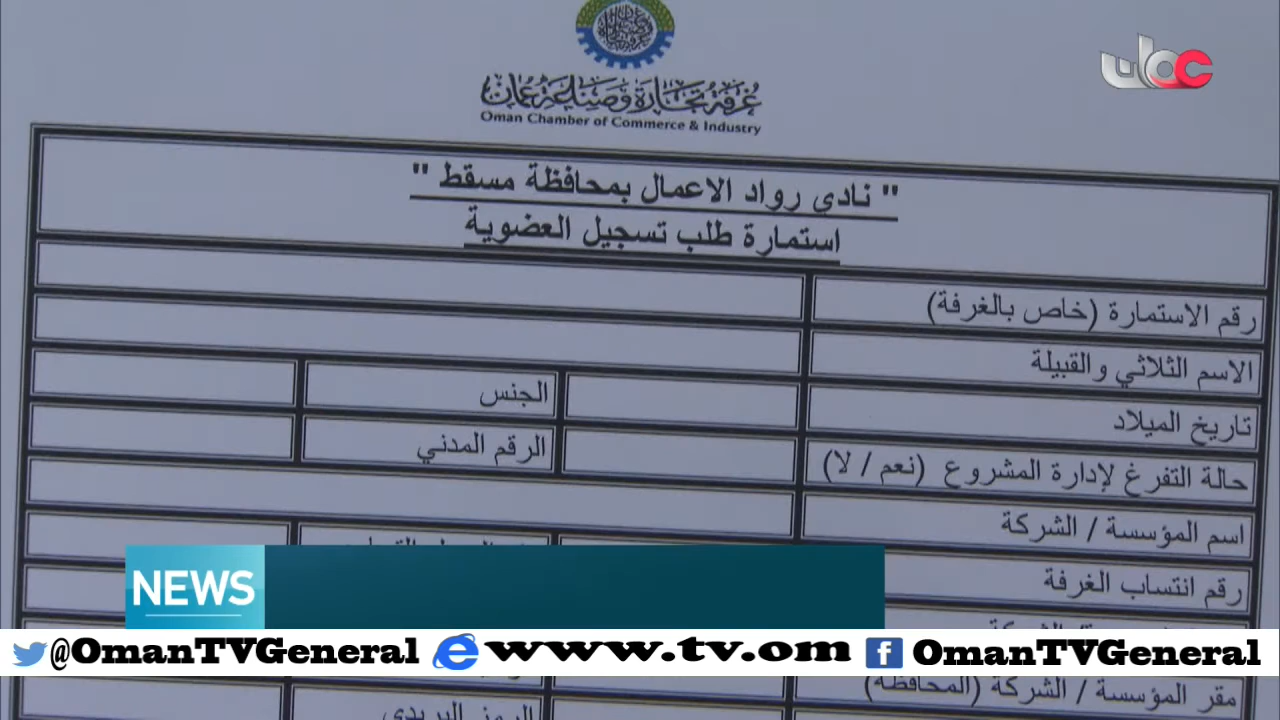 غرفة تجارة وصناعة عمان
Oman Chamber of Commerce & Industry
" نادى رواد الاعمال بمحافظة مسقط "
استمارة طلب تسجيل العضوية
رقم الاستمارة (خاص بالغرفة)
الاسم الثلاثي والقبيلة
تاريخ الميلاد
الجنس
حالة التفرغ لإدارة المشروع (نعم / لا)
الرقم المدني
اسم المؤسسة / الشركة
رقم انتساب الغرفة
NEWS
@OmanTVGeneral www.tv.om OmanTVGeneral
مقر المؤسسة / الشركة (المحافظة)
الرمز البريدي